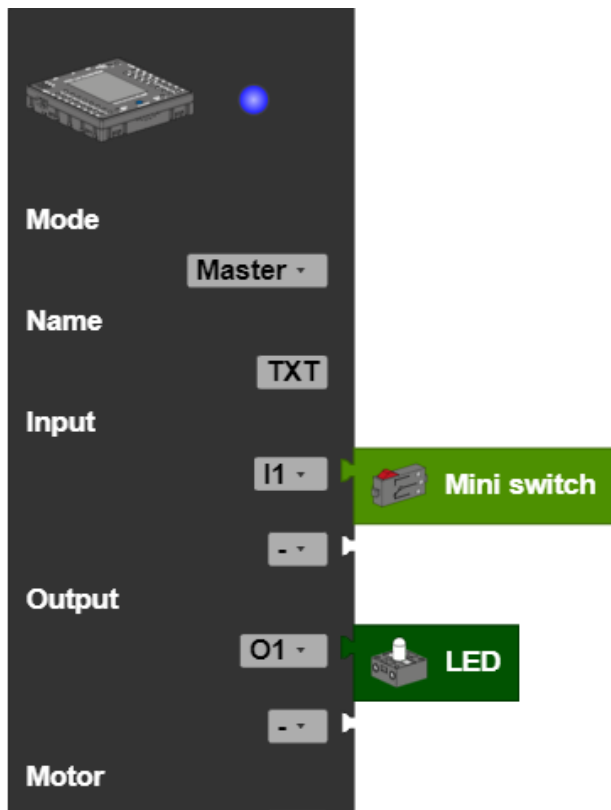 Mode
Master
Name
TXT
Input
I1
Mini switch
-
Output
O1
LED
-
Motor